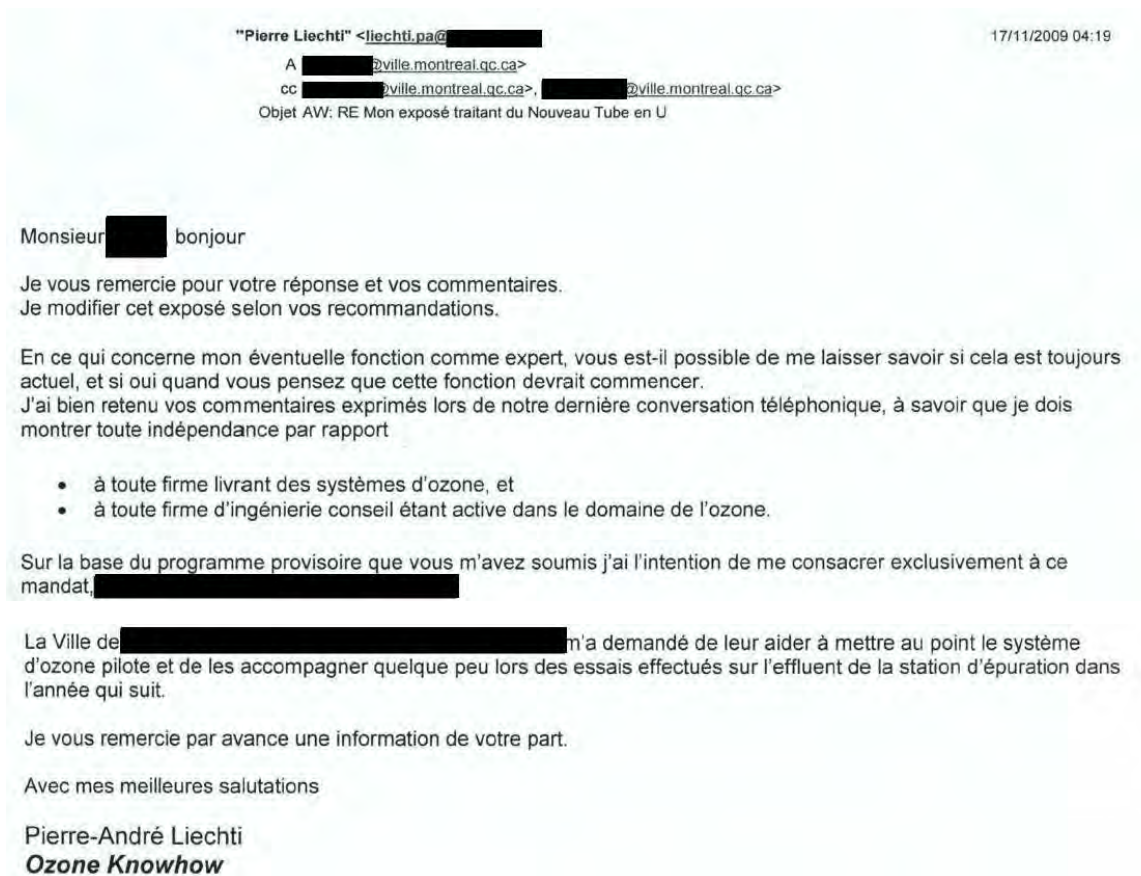 "Pierre Liechti" <liechti.pa@
17/11/2009 04:19
A @ville.montreal.qc.ca>
cc @ville.montreal.qc.ca>, @ville.montreal.qc.ca>
Objet AW: RE Mon exposé traitant du Nouveau Tube en U
Monsieur bonjour
Je vous remercie pour votre réponse et vos commentaires.
Je modifier cet exposé selon vos recommandations.
En ce qui concerne mon éventuelle fonction comme expert, vous est-il possible de me laisser savoir si cela est toujours
actuel, et si oui quand vous pensez que cette fonction devrait commencer.
J'ai bien retenu vos commentaires exprimés lors de notre dernière conversation téléphonique, à savoir que je dois
montrer toute indépendance par rapport
• à toute firme livrant des systèmes d'ozone, et
• à toute firme d'ingénierie conseil étant active dans le domaine de l'ozone.
Sur la base du programme provisoire que vous m'avez soumis j'ai l'intention de me consacrer exclusivement à ce
mandat,
La Ville de m'a demandé de leur aider à mettre au point le système
d'ozone pilote et de les accompagner quelque peu lors des essais effectués sur l'effluent de la station d'épuration dans
l'année qui suit.
Je vous remercie par avance une information de votre part.
Avec mes meilleures salutations
Pierre-André Liechti
Ozone Knowhow